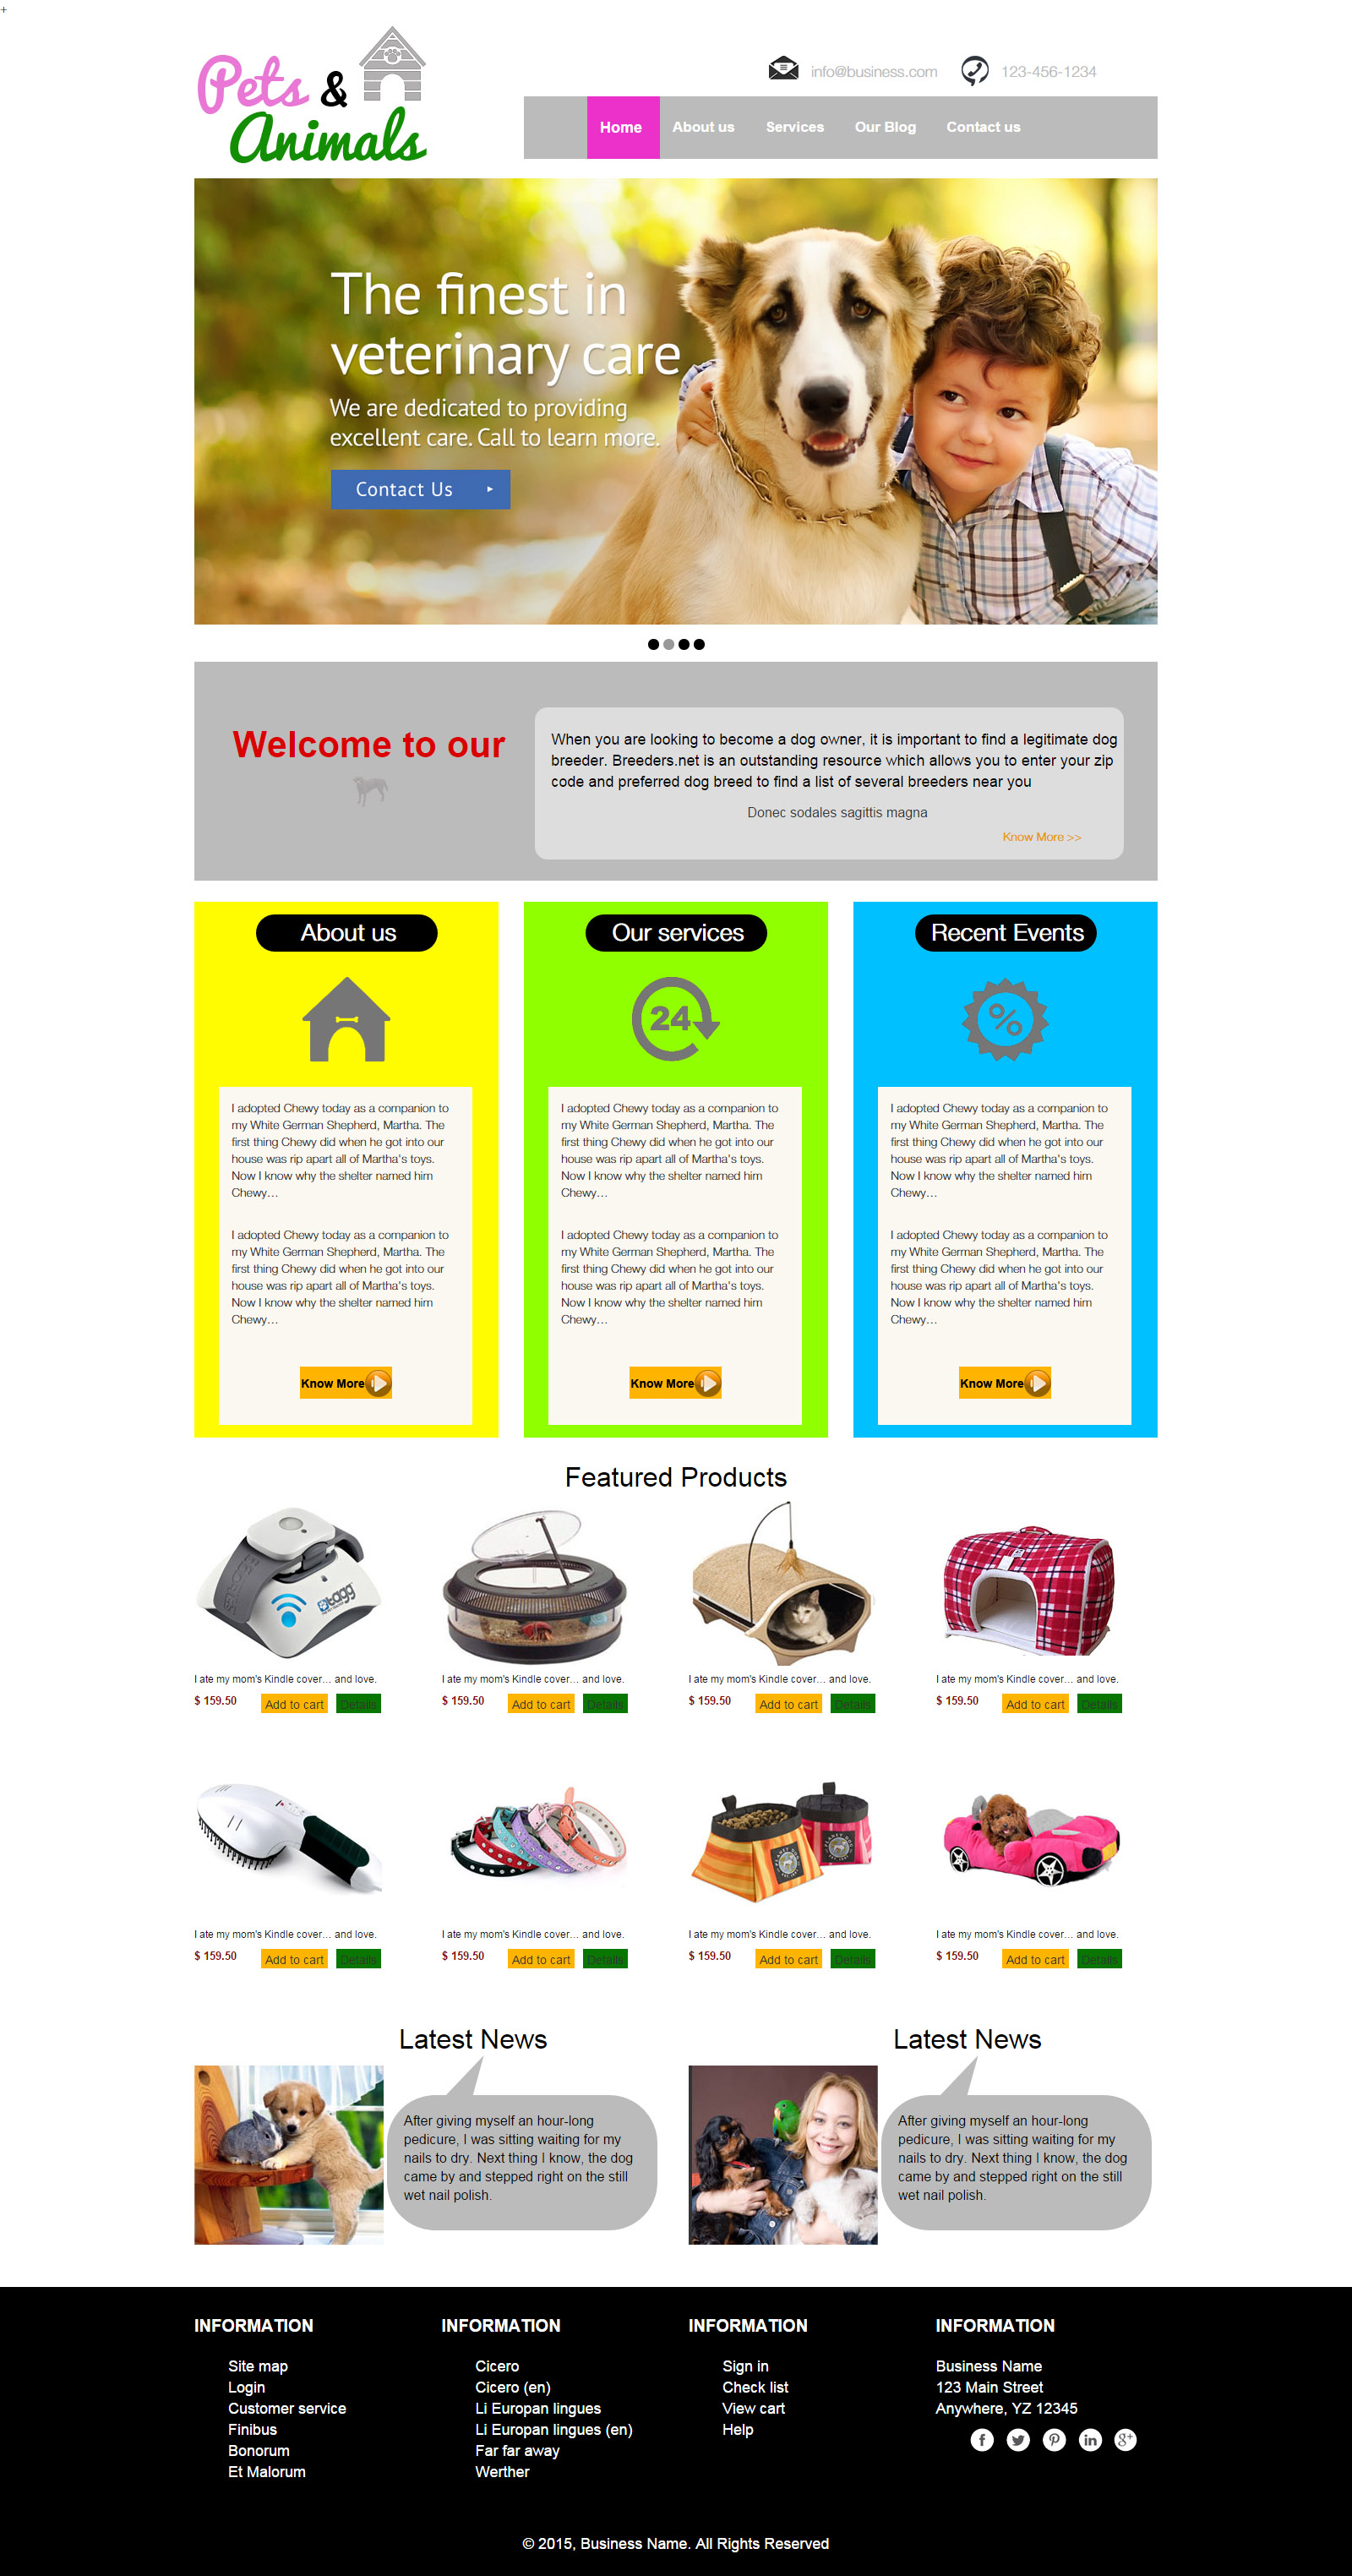 +
Pets &
Animals
info@business.com
123-456-1234
Home
About us
Services
Our Blog
Contact us
The finest in
veterinary care
We are dedicated to providing
excellent care. Call to learn more.
Contact Us
Welcome to our
When you are looking to become a dog owner, it is important to find a legitimate dog
breeder. Breeders.net is an outstanding resource which allows you to enter your zip
code and preferred dog breed to find a list of several breeders near you
Donec sodales sagittis magna
Know More >>
About us
I adopted Chewy today as a companion to
my White German Shepherd, Martha. The
first thing Chewy did when he got into our
house was rip apart all of Martha's toys.
Now I know why the shelter named him
Chewy...
I adopted Chewy today as a companion to
my White German Shepherd, Martha. The
first thing Chewy did when he got into our
house was rip apart all of Martha's toys.
Now I know why the shelter named him
Chewy...
Know More
Our services
24
I adopted Chewy today as a companion to
my White German Shepherd, Martha. The
first thing Chewy did when he got into our
house was rip apart all of Martha's toys.
Now I know why the shelter named him
Chewy...
I adopted Chewy today as a companion to
my White German Shepherd, Martha. The
first thing Chewy did when he got into our
house was rip apart all of Martha's toys.
Now I know why the shelter named him
Chewy...
Know More
Recent Events
%
I adopted Chewy today as a companion to
my White German Shepherd, Martha. The
first thing Chewy did when he got into our
house was rip apart all of Martha's toys.
Now I know why the shelter named him
Chewy...
I adopted Chewy today as a companion to
my White German Shepherd, Martha. The
first thing Chewy did when he got into our
house was rip apart all of Martha's toys.
Now I know why the shelter named him
Chewy...
Know More
Featured Products
tagg
I ate my mom's Kindle cover... and love.
$ 159.50
Add to cart
Details
I ate my mom's Kindle cover... and love.
$ 159.50
Add to cart
Details
I ate my mom's Kindle cover... and love.
$ 159.50
Add to cart
Details
I ate my mom's Kindle cover... and love.
$ 159.50
Add to cart
Details
I ate my mom's Kindle cover... and love.
$ 159.50
Add to cart
Details
I ate my mom's Kindle cover... and love.
$ 159.50
Add to cart
Details
I ate my mom's Kindle cover... and love.
$ 159.50
Add to cart
Details
I ate my mom's Kindle cover... and love.
$ 159.50
Add to cart
Details
Latest News
After giving myself an hour-long
pedicure, I was sitting waiting for my
nails to dry. Next thing I know, the dog
came by and stepped right on the still
wet nail polish.
Latest News
After giving myself an hour-long
pedicure, I was sitting waiting for my
nails to dry. Next thing I know, the dog
came by and stepped right on the still
wet nail polish.
INFORMATION
Site map
Login
Customer service
Finibus
Bonorum
Et Malorum
INFORMATION
Cicero
Cicero (en)
Li Europan lingues
Li Europan lingues (en)
Far far away
Werther
INFORMATION
Sign in
Check list
View cart
Help
INFORMATION
Business Name
123 Main Street
Anywhere, YZ 12345
© 2015, Business Name. All Rights Reserved